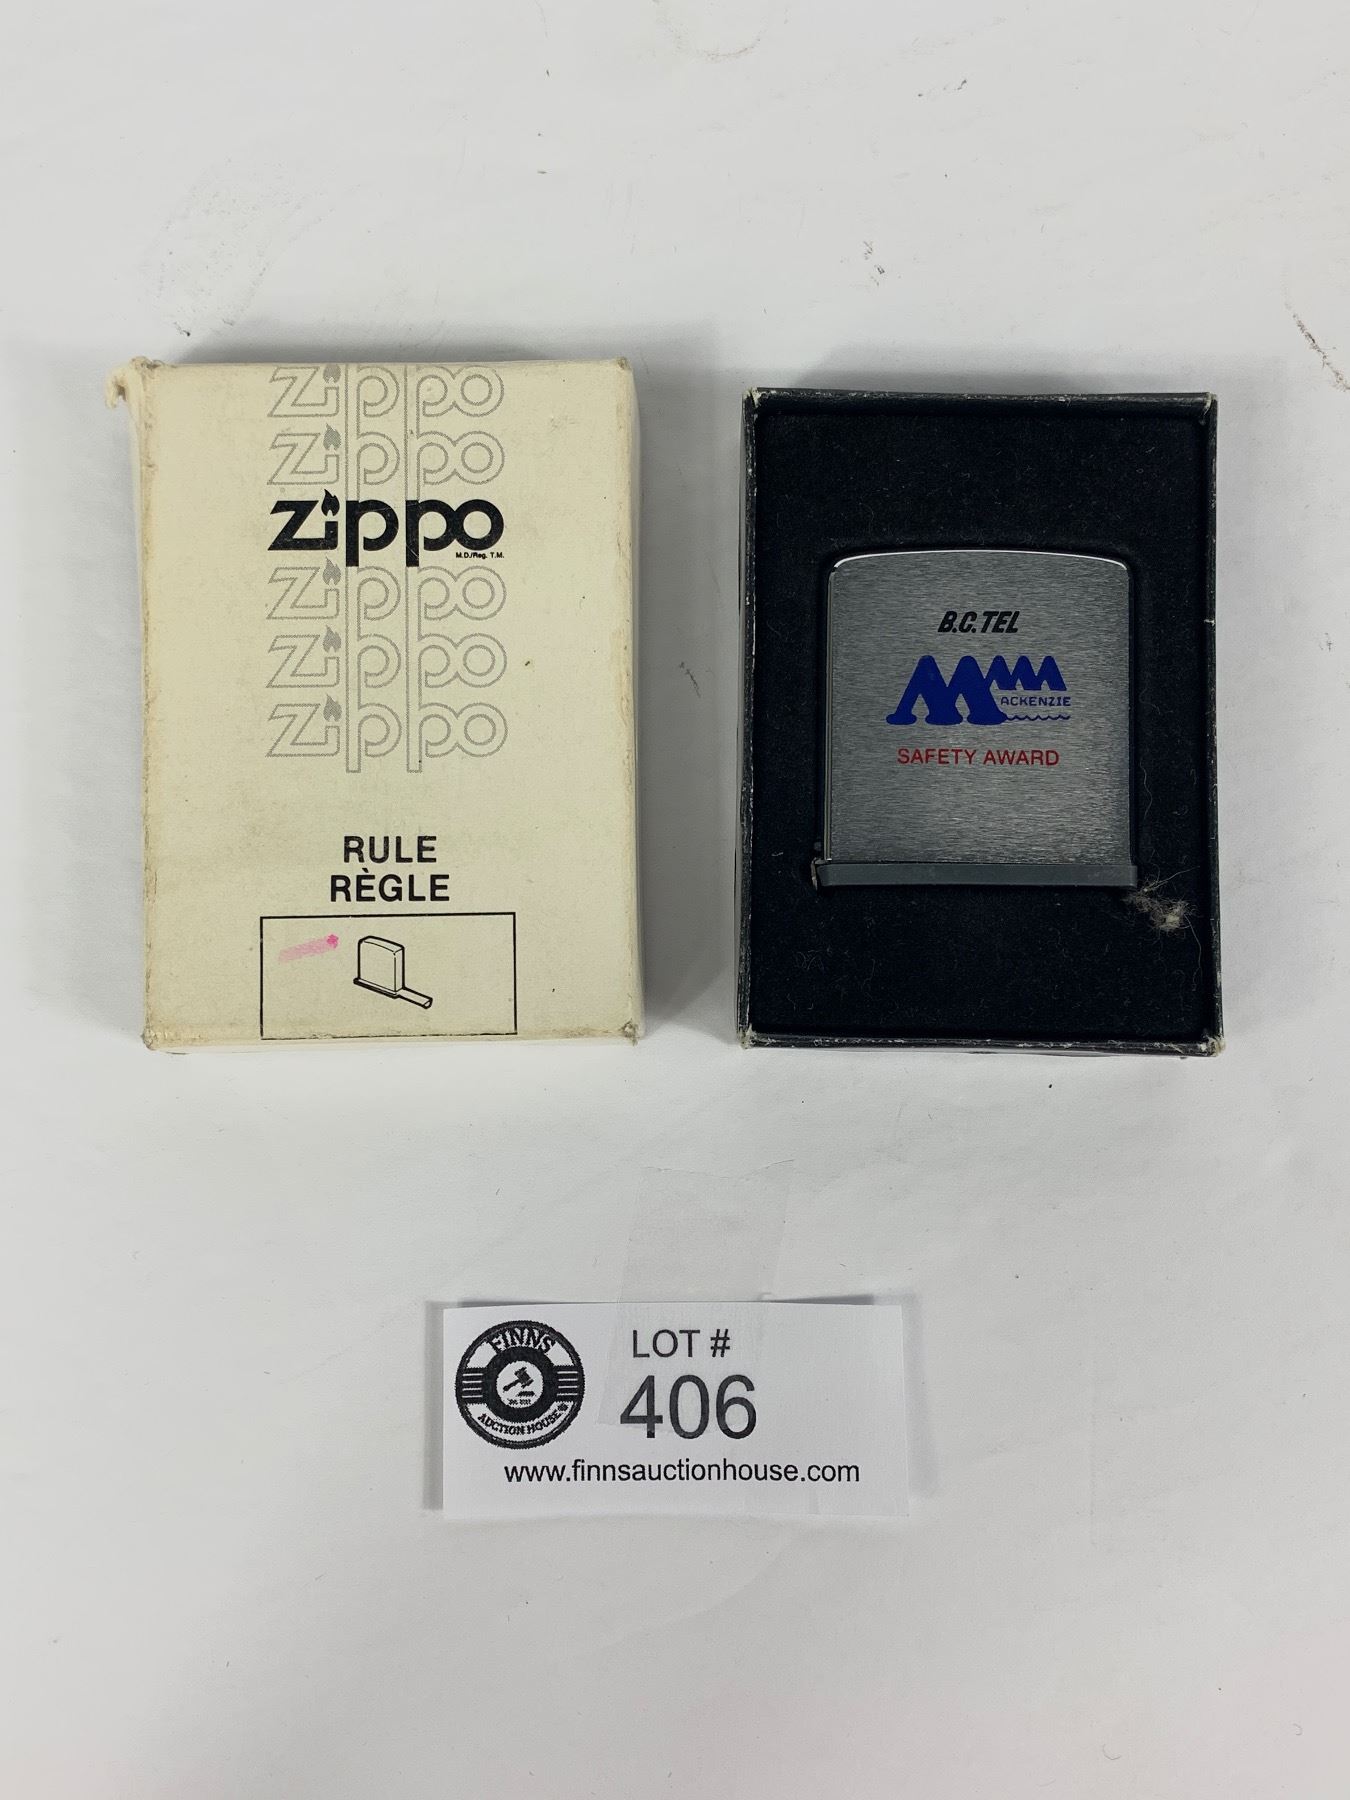 zippo
zippo
zippo
M.D./Reg. T.M.
zippo
zippo
zippo
RULE
RÈGLE
B.C. TEL
MACKENZIE
SAFETY AWARD
FINNS
AUCTION HOUSE
LOT #
406
www.finnsauctionhouse.com